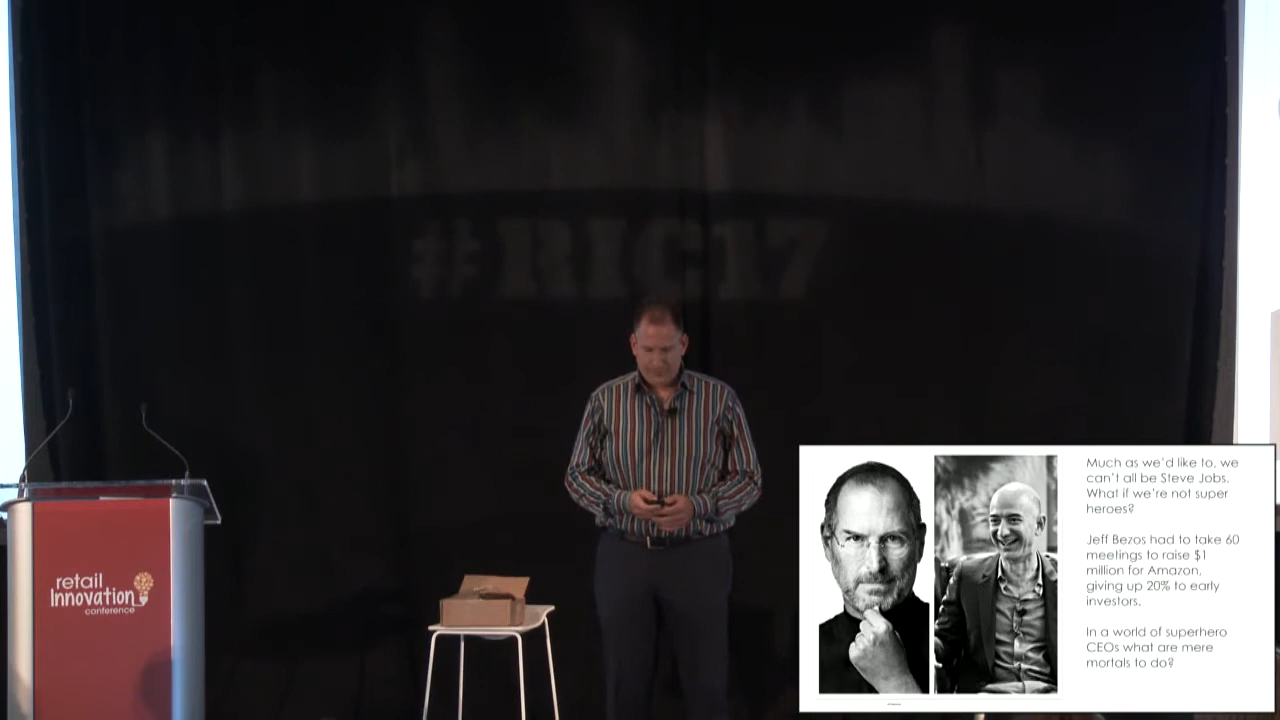 #RIC17
retail
Innovation
conference
Much as we'd like to, we
can't all be Steve Jobs.
What if we're not super
heroes?
Jeff Bezos had to take 60
meetings to raise $1
million for Amazon,
giving up 20% to early
investors.
In a world of superhero
CEOs what are mere
mortals to do?